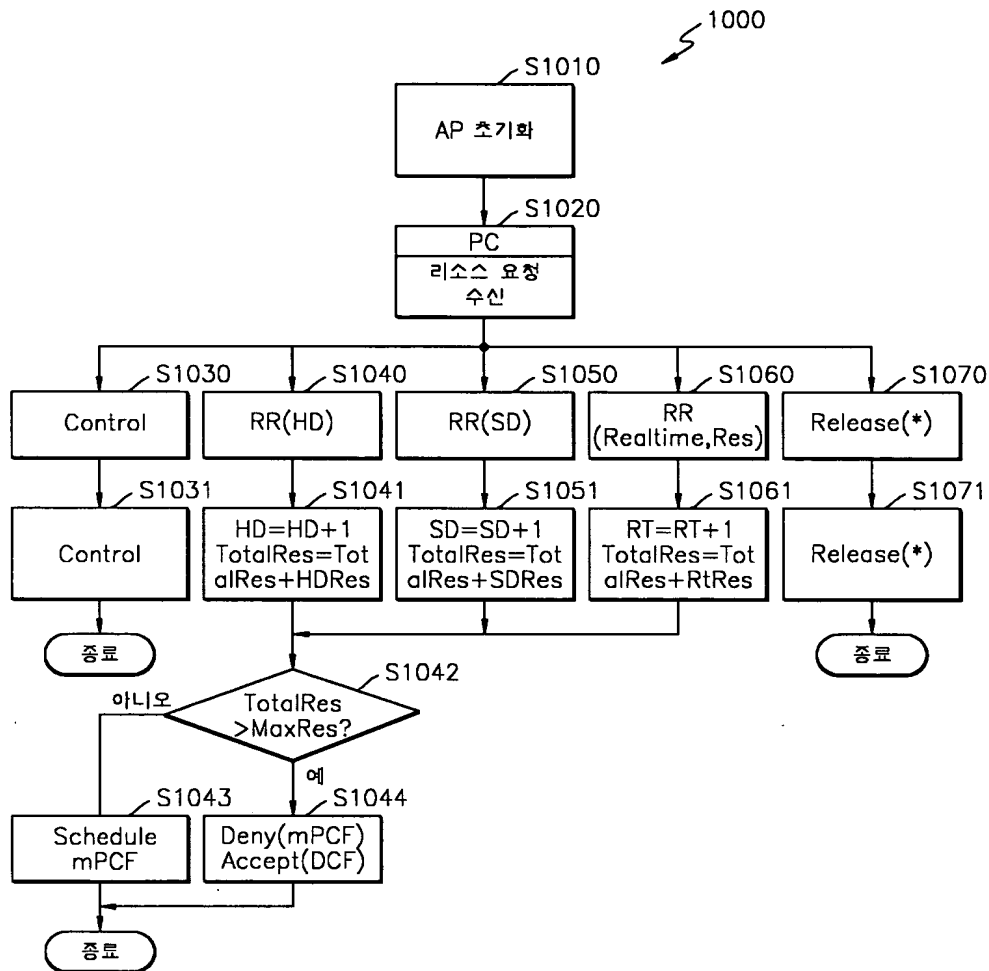 1000
S1010
AP 초기화
S1020
PC
리소스 요청
수신
S1030
Control
S1040
RR(HD)
S1050
RR(SD)
S1060
RR
(Realtime,Res)
S1070
Release(*)
S1031
Control
S1041
HD=HD+1
TotalRes=Tot
alRes+HDRes
S1051
SD=SD+1
TotalRes=Tot
alRes+SDRes
S1061
RT=RT+1
TotalRes=Tot
alRes+RtRes
S1071
Release(*)
종료
종료
S1042
TotalRes
>MaxRes?
아니오
예
S1043
Schedule
mPCF
S1044
Deny(mPCF)
Accept(DCF)
종료